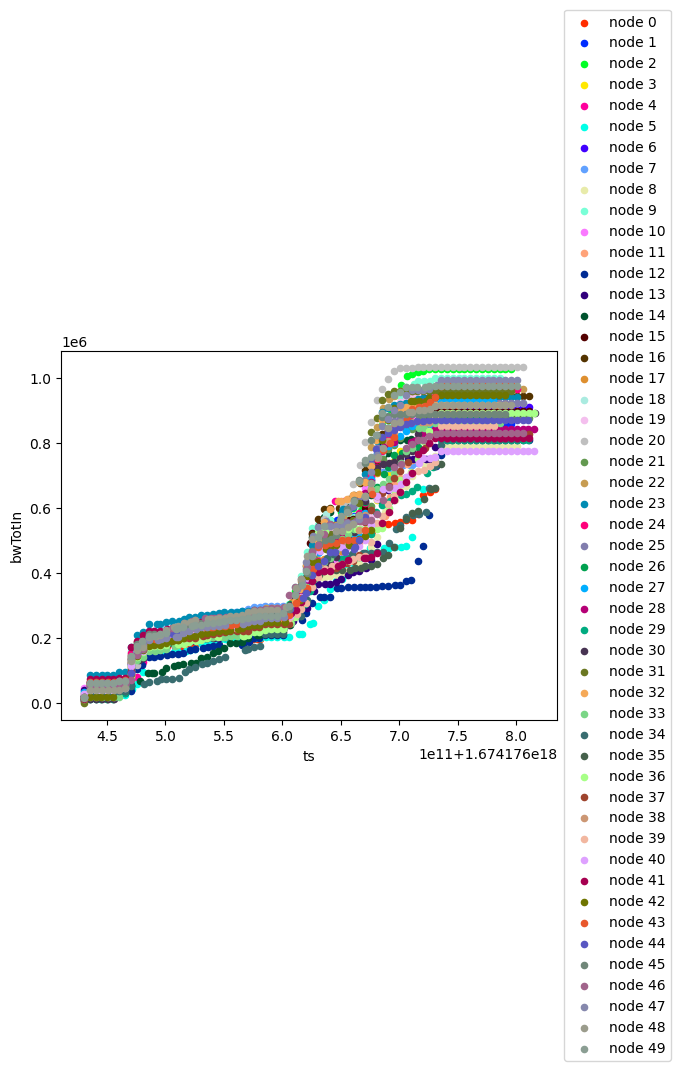 1e6
1.0
0.8
0.6
0.4
0.2
0.0
bwTotIn
4.5 5.0 5.5 6.0 6.5 7.0 7.5 8.0
1e11+1.674176e18
ts
node 0
node 1
node 2
node 3
node 4
node 5
node 6
node 7
node 8
node 9
node 10
node 11
node 12
node 13
node 14
node 15
node 16
node 17
node 18
node 19
node 20
node 21
node 22
node 23
node 24
node 25
node 26
node 27
node 28
node 29
node 30
node 31
node 32
node 33
node 34
node 35
node 36
node 37
node 38
node 39
node 40
node 41
node 42
node 43
node 44
node 45
node 46
node 47
node 48
node 49